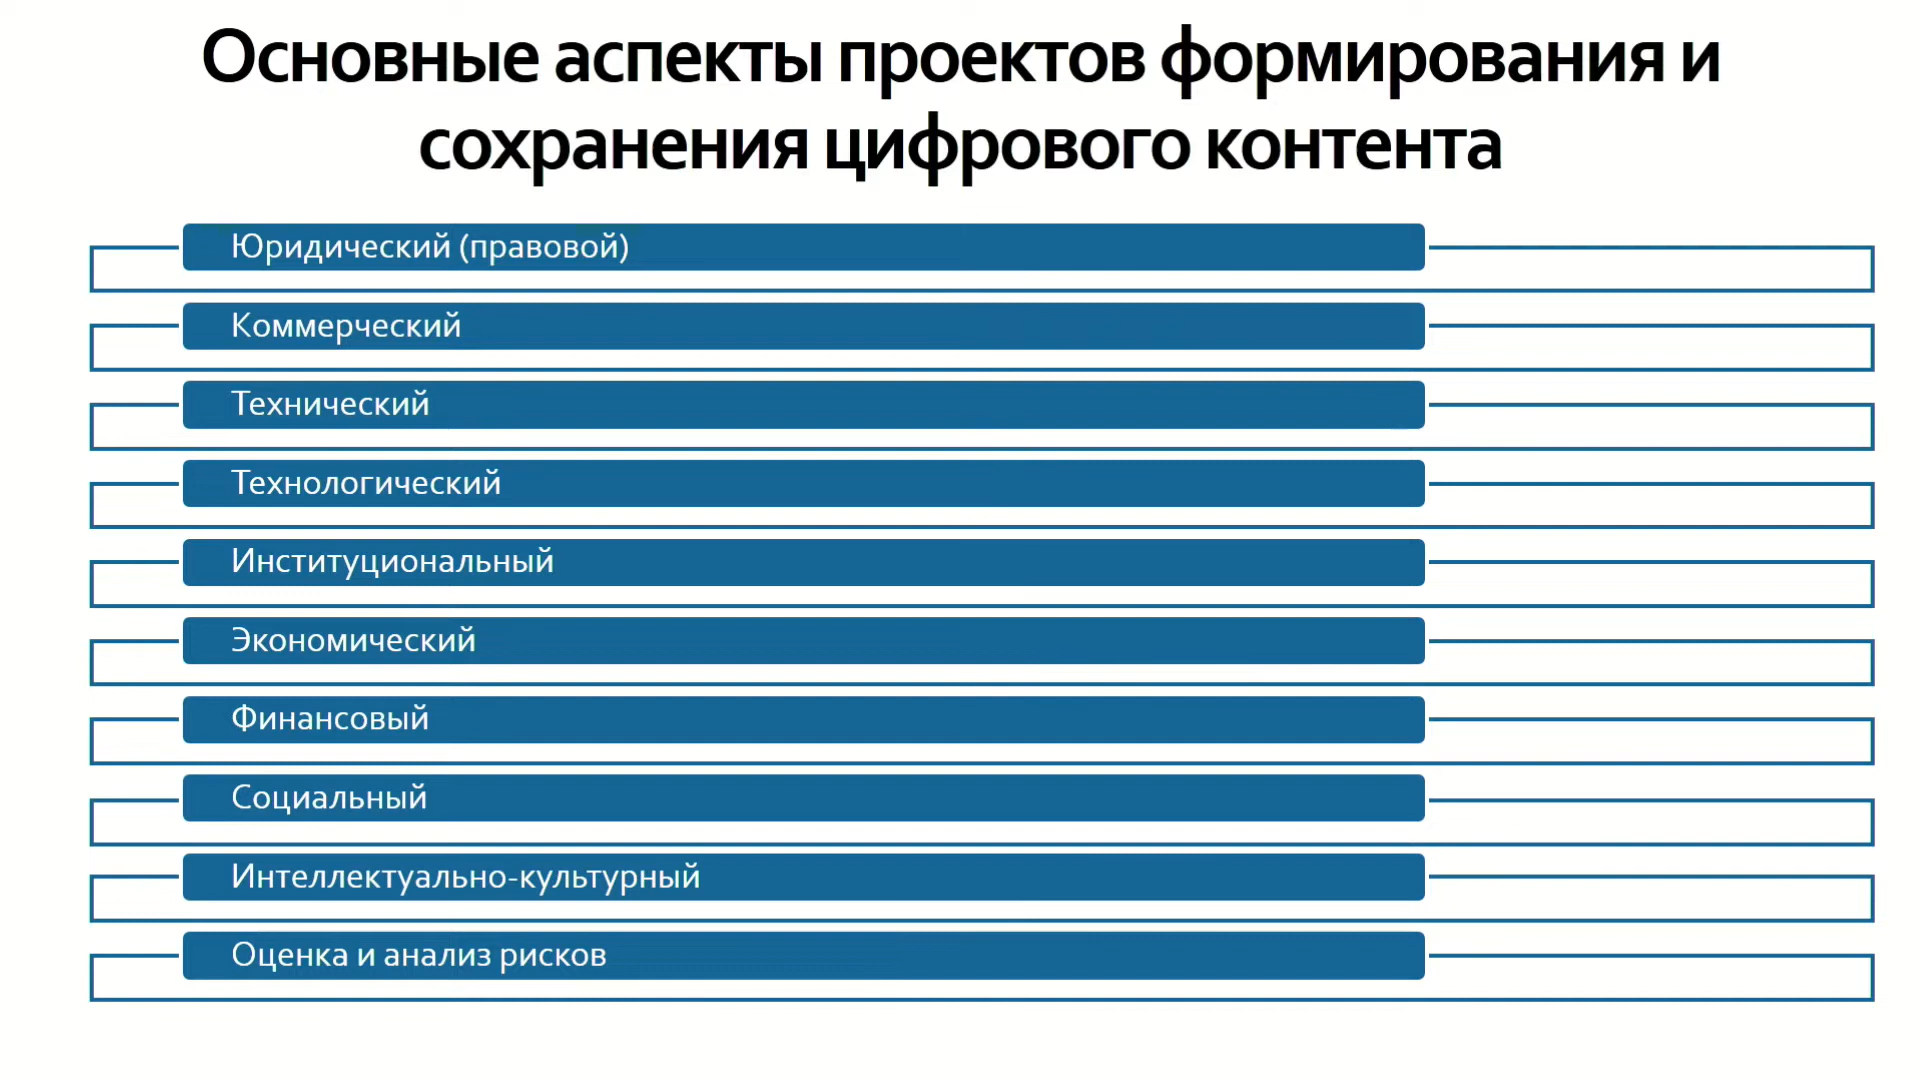 Основные аспекты проектов формирования и
сохранения цифрового контента
Юридический (правовой)
Коммерческий
Технический
Технологический
Институциональный
Экономический
Финансовый
Социальный
Интеллектуально-культурный
Оценка и анализ рисков